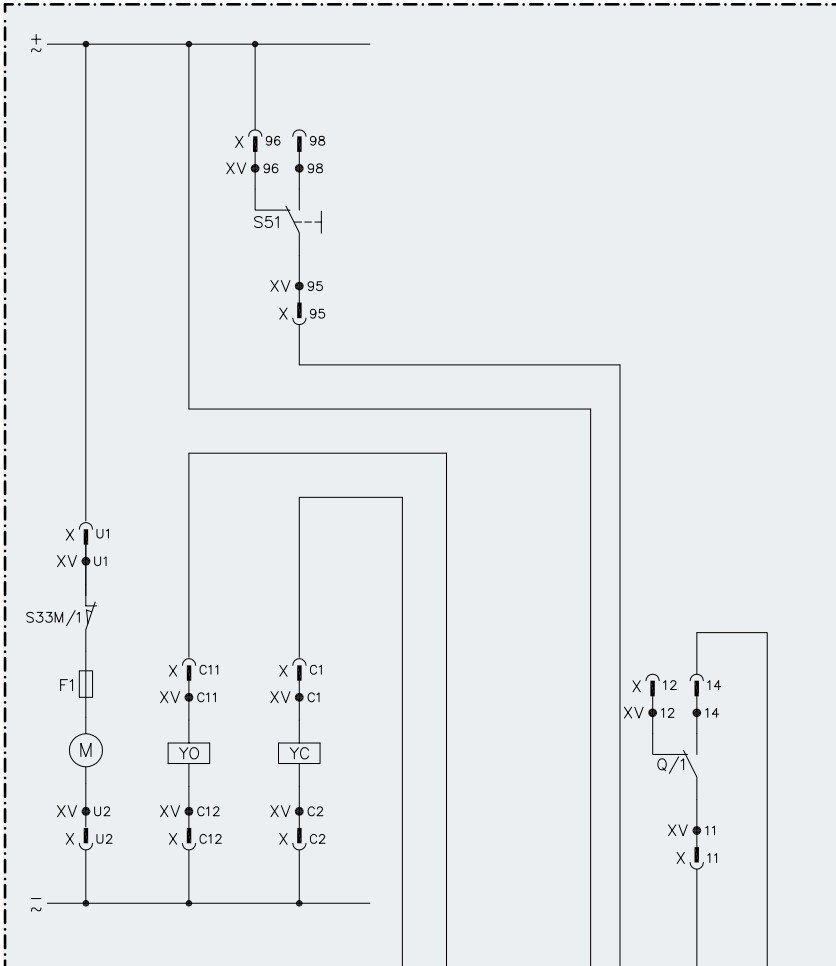 +
~
X 96 98
XV 96 98
S51
XV 95
X 95
X U1
XV U1
S33M/1
X C11 X C1
F1 X 12 14
XV C11 XV C1
XV 12 14
M YO YC
Q/1
XV U2 XV C12 XV C2
XV 11
X U2 X C12 X C2
X 11
−
~